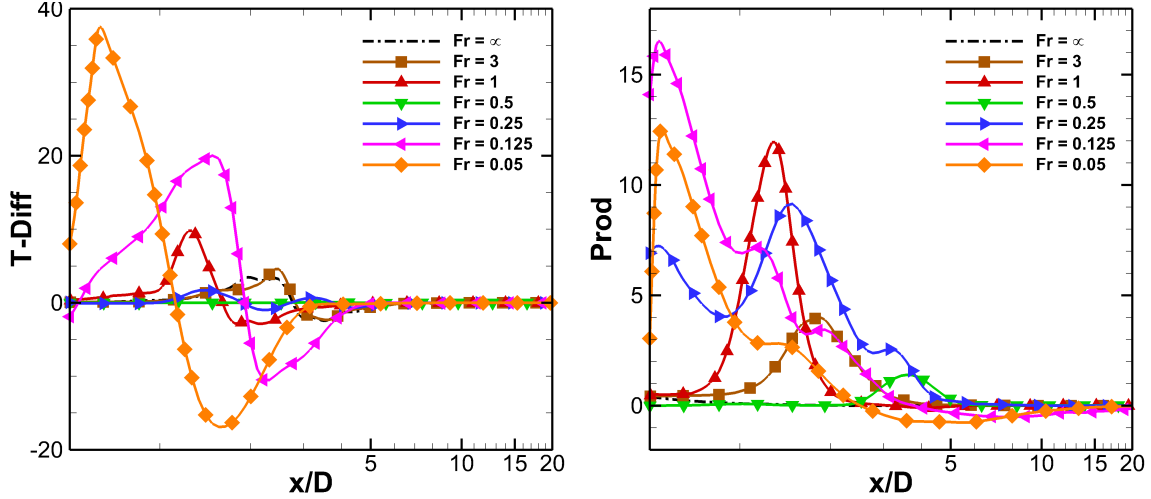 40
20
0
-20
T-Diff
5
10
15
20
x/D
Fr = ∞
Fr = 3
Fr = 1
Fr = 0.5
Fr = 0.25
Fr = 0.125
Fr = 0.05
15
10
5
0
Prod
5
10
15
20
x/D
Fr = ∞
Fr = 3
Fr = 1
Fr = 0.5
Fr = 0.25
Fr = 0.125
Fr = 0.05